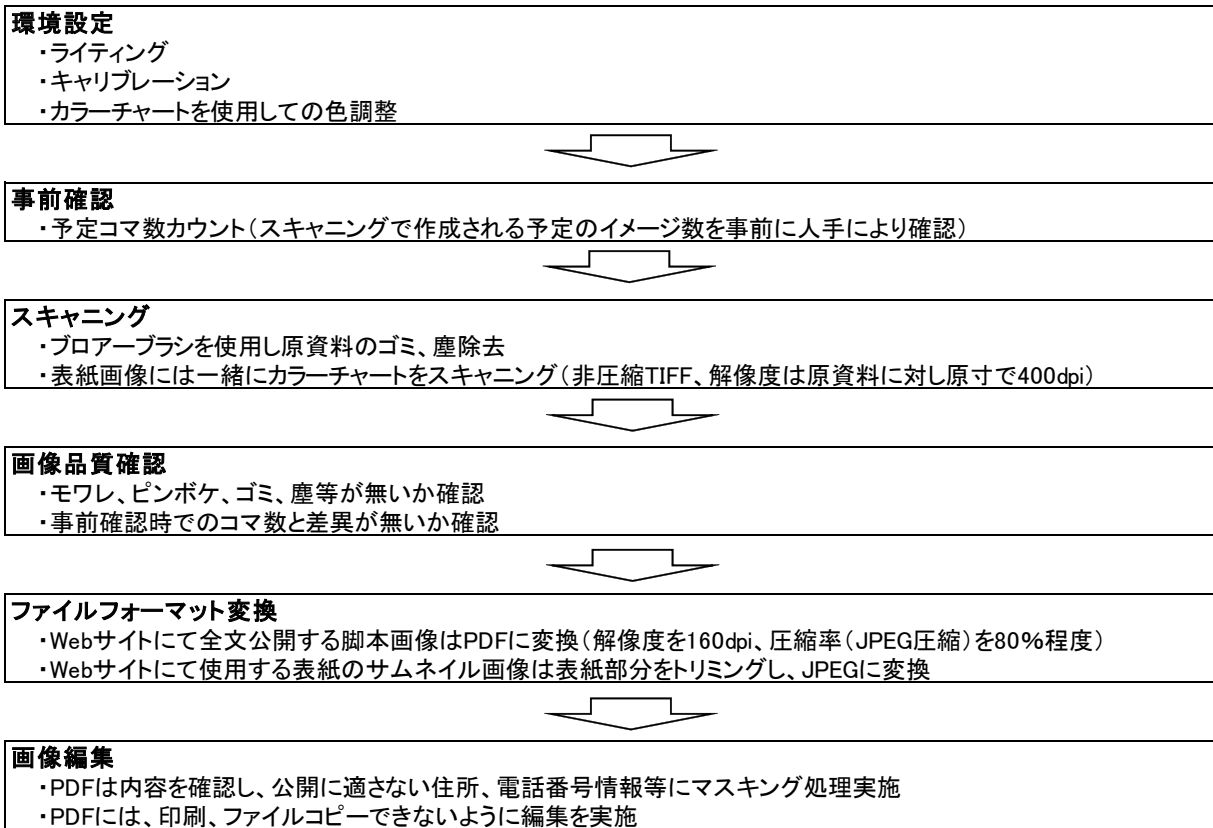 環境設定
・ライティング
・キャリブレーション
・カラーチャートを使用しての色調整
事前確認
・予定コマ数カウント(スキャニングで作成される予定のイメージ数を事前に人手により確認)
スキャニング
・ブロアーブラシを使用し原資料のゴミ、塵除去
・表紙画像には一緒にカラーチャートをスキャニング(非圧縮TIFF、解像度は原資料に対し原寸で400dpi)
画像品質確認
・モワレ、ピンボケ、ゴミ、塵等が無いか確認
・事前確認時でのコマ数と差異が無いか確認
ファイルフォーマット変換
・Webサイトにて全文公開する脚本画像はPDFに変換(解像度を160dpi、圧縮率(JPEG圧縮)を80%程度)
・Webサイトにて使用する表紙のサムネイル画像は表紙部分をトリミングし、JPEGに変換
画像編集
・PDFは内容を確認し、公開に適さない住所、電話番号情報等にマスキング処理実施
・PDFには、印刷、ファイルコピーできないように編集を実施